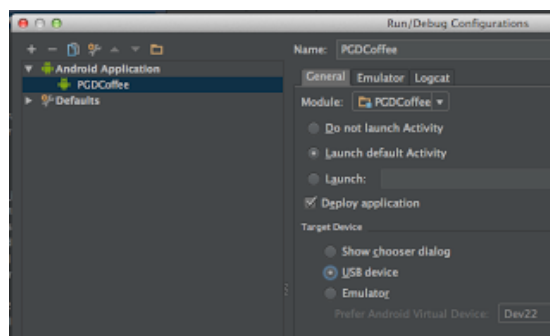 Run/Debug Configurations
Name: PGDCoffee
Android Application
PGDCoffee
Defaults
General Emulator Logcat
Module: PGDCoffee
Do not launch Activity
Launch default Activity
Launch:
Deploy application
Target Device
Show chooser dialog
USB device
Emulator
Prefer Android Virtual Device: Dev22